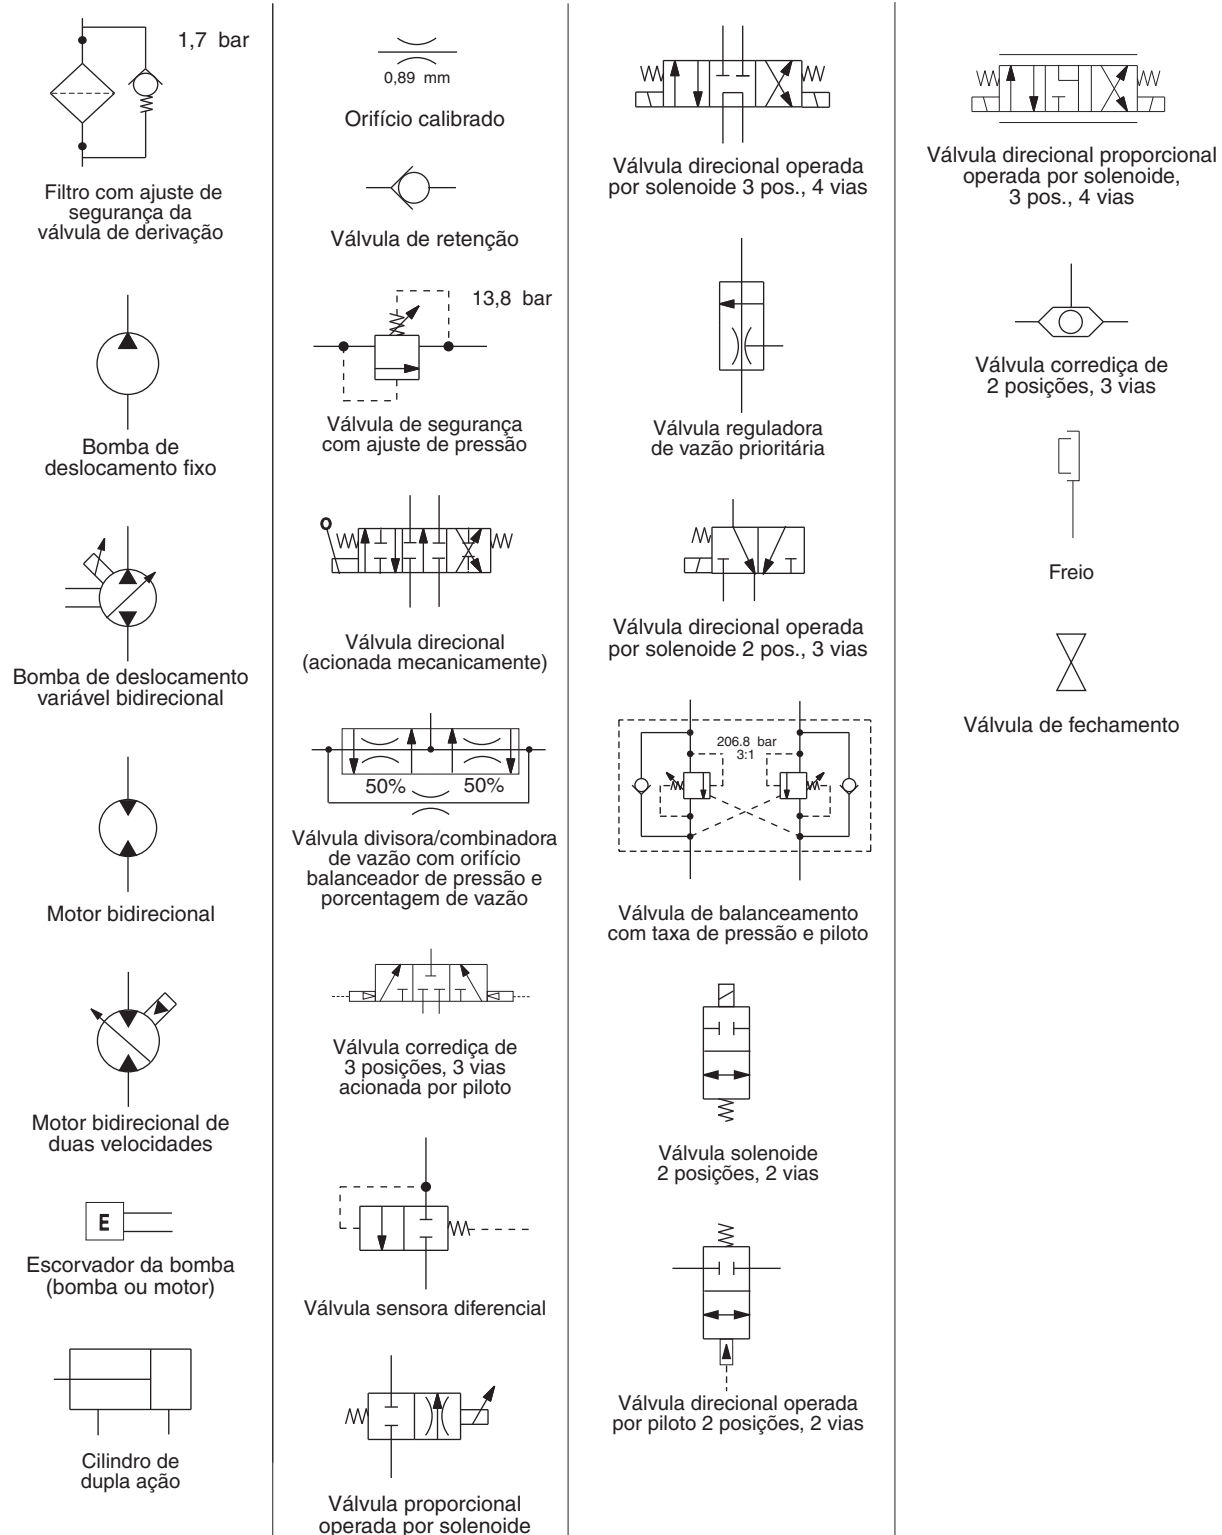 1,7 bar
Filtro com ajuste de
segurança da
válvula de derivação
Bomba de
deslocamento fixo
Bomba de deslocamento
variável bidirecional
Motor bidirecional
Motor bidirecional de
duas velocidades
E
Escorvador da bomba
(bomba ou motor)
Cilindro de
dupla ação
0,89 mm
Orifício calibrado
Válvula de retenção
13,8 bar
Válvula de segurança
com ajuste de pressão
Válvula direcional
(acionada mecanicamente)
50% 50%
Válvula divisora/combinadora
de vazão com orifício
balanceador de pressão e
porcentagem de vazão
Válvula corrediça de
3 posições, 3 vias
acionada por piloto
Válvula sensora diferencial
Válvula proporcional
operada por solenoide
Válvula direcional operada
por solenoide 3 pos., 4 vias
Válvula reguladora
de vazão prioritária
Válvula direcional operada
por solenoide 2 pos., 3 vias
206.8 bar
3:1
Válvula de balanceamento
com taxa de pressão e piloto
Válvula solenoide
2 posições, 2 vias
Válvula direcional operada
por piloto 2 posições, 2 vias
Válvula direcional proporcional
operada por solenoide,
3 pos., 4 vias
Válvula corrediça de
2 posições, 3 vias
Freio
Válvula de fechamento